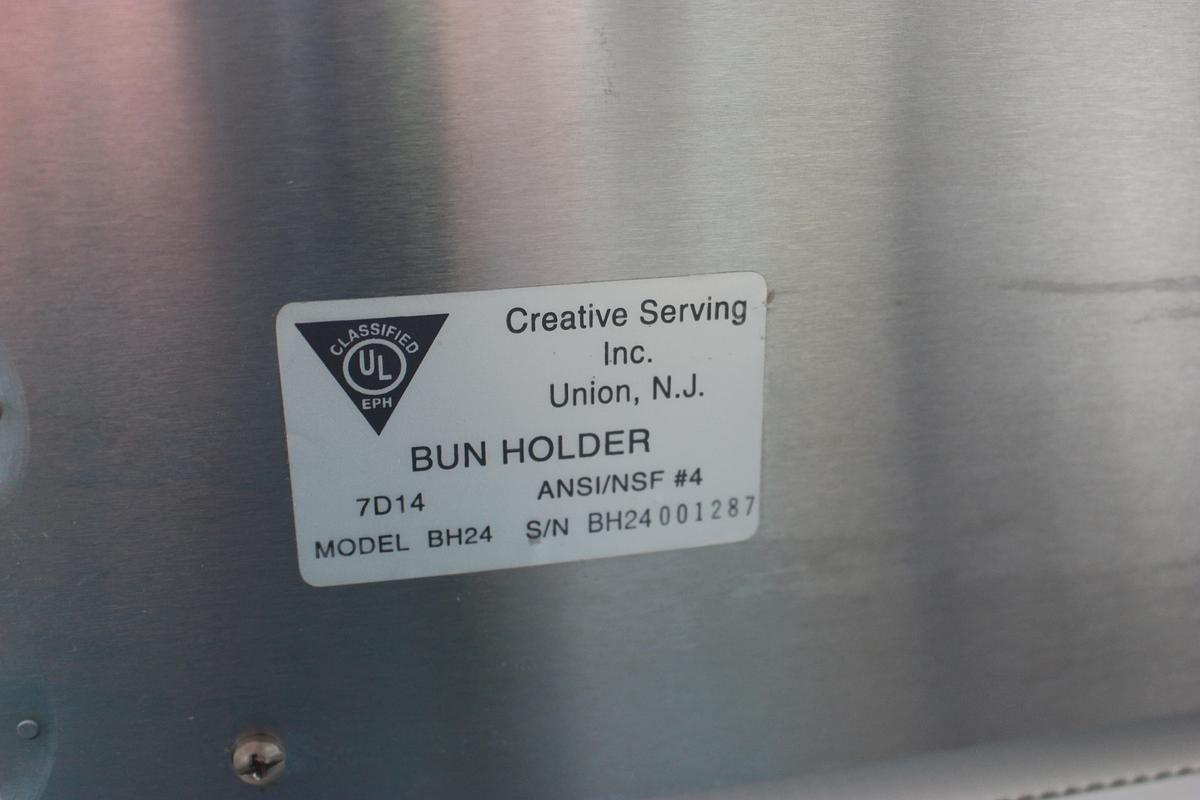 CLASSIFIED
UL
EPH
Creative Serving
Inc.
Union, N.J.
BUN HOLDER
7D14 ANSI/NSF #4
MODEL BH24 S/N BH24001287